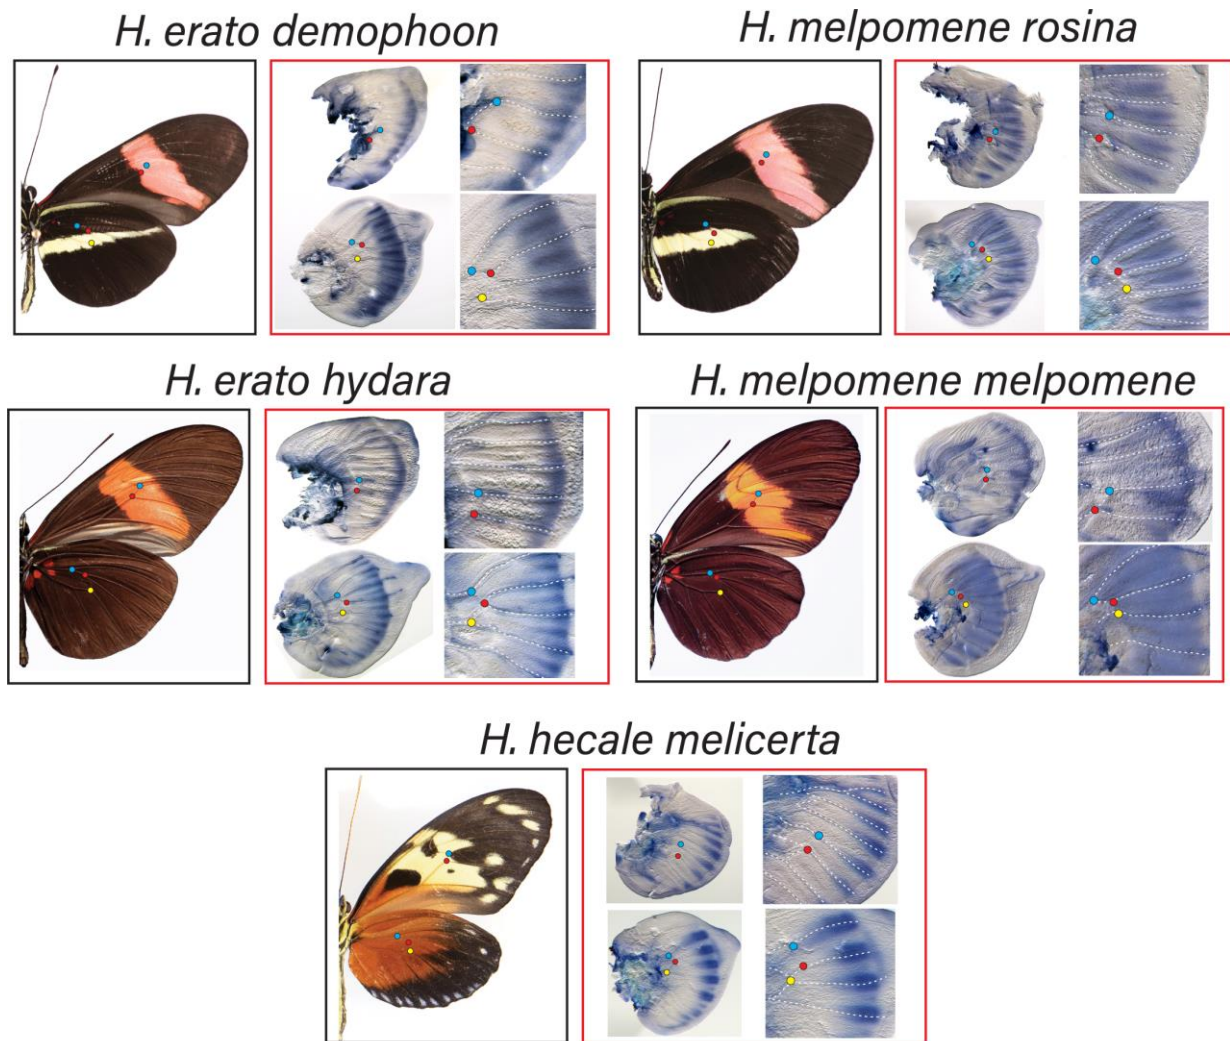 H. erato demophoon
H. melpomene rosina
H. erato hydara
H. melpomene melpomene
H. hecale melicerta